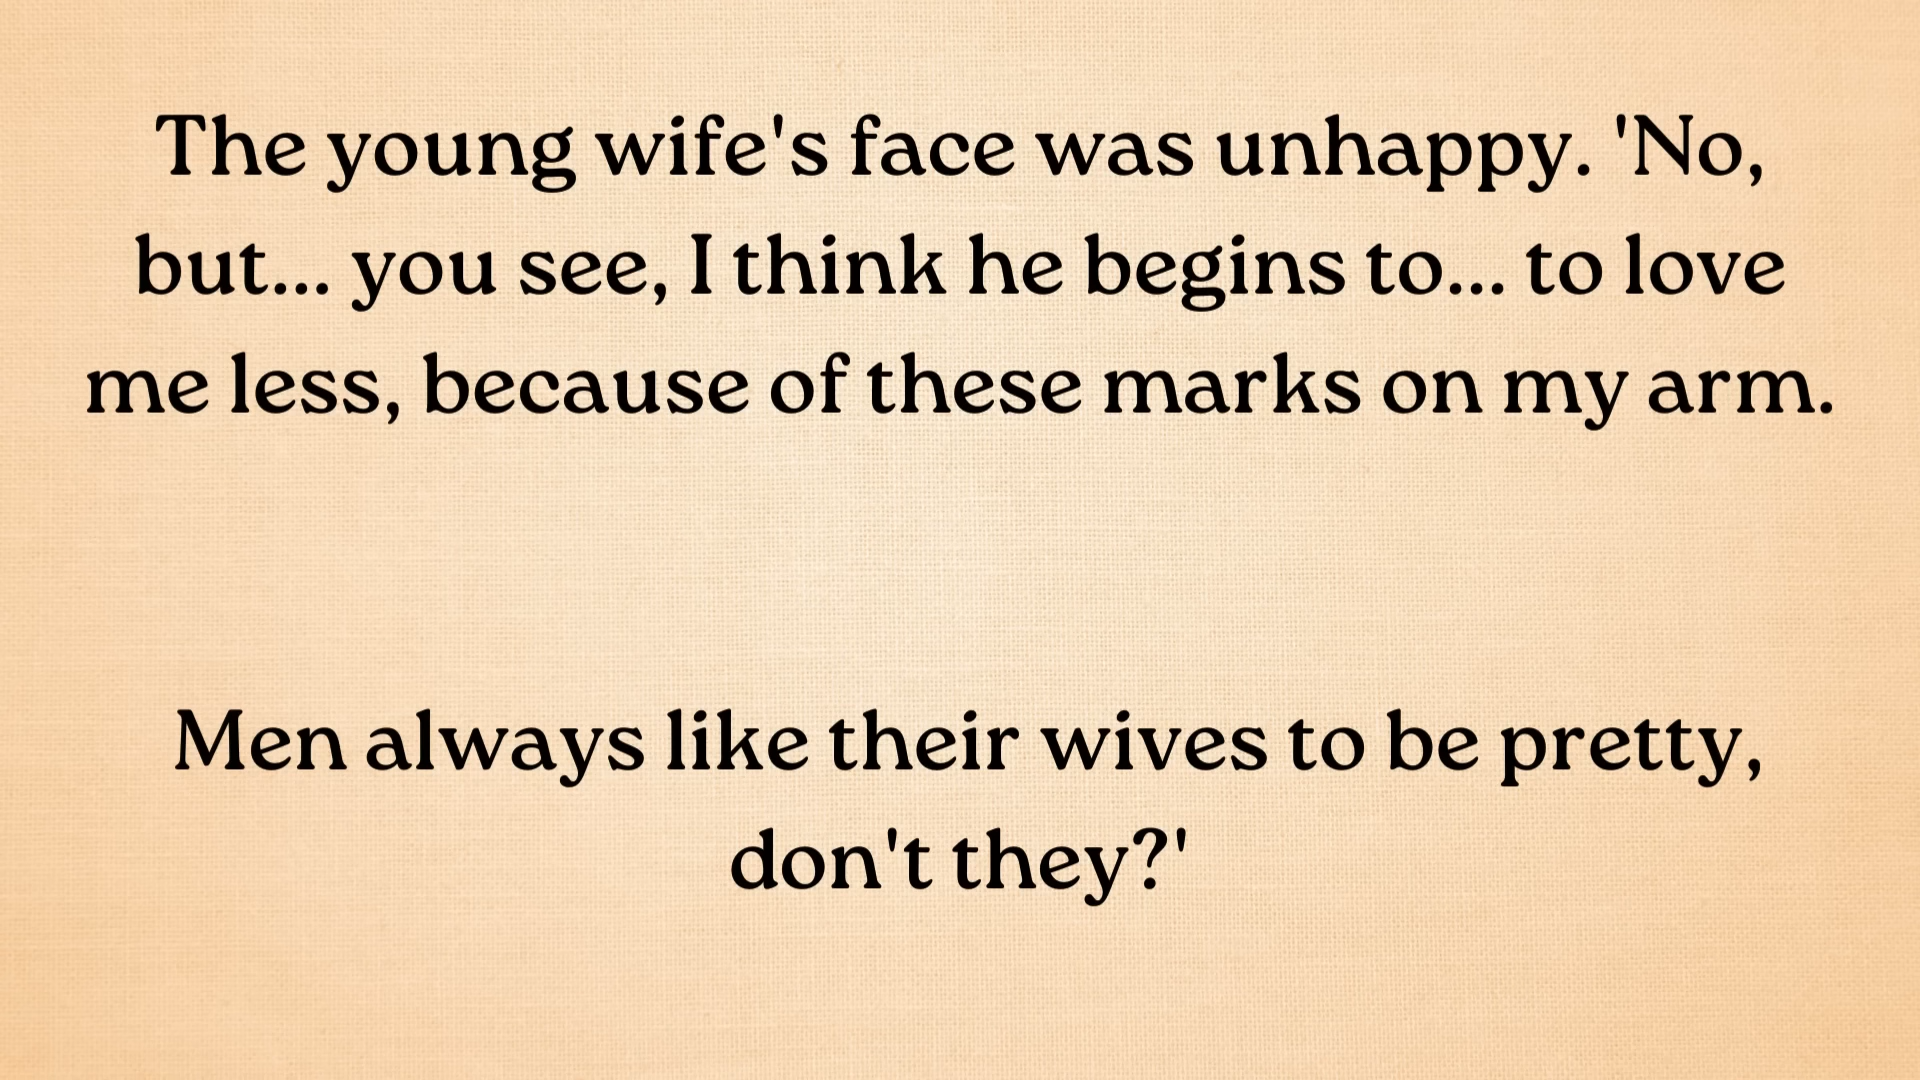 The young wife's face was unhappy. 'No,
but... you see, I think he begins to... to love
me less, because of these marks on my arm.
Men always like their wives to be pretty,
don't they?'